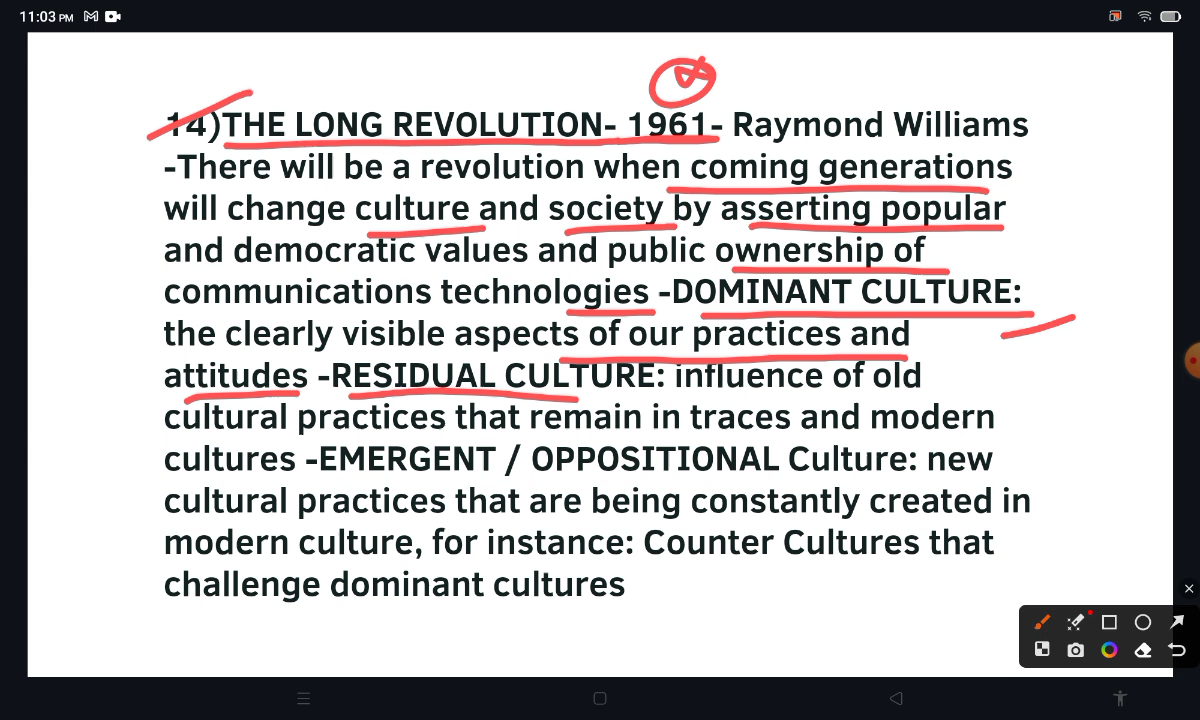 11:03 PM
14)THE LONG REVOLUTION- 1961- Raymond Williams
-There will be a revolution when coming generations
will change culture and society by asserting popular
and democratic values and public ownership of
communications technologies -DOMINANT CULTURE:
the clearly visible aspects of our practices and
attitudes -RESIDUAL CULTURE: influence of old
cultural practices that remain in traces and modern
cultures -EMERGENT / OPPOSITIONAL Culture: new
cultural practices that are being constantly created in
modern culture, for instance: Counter Cultures that
challenge dominant cultures